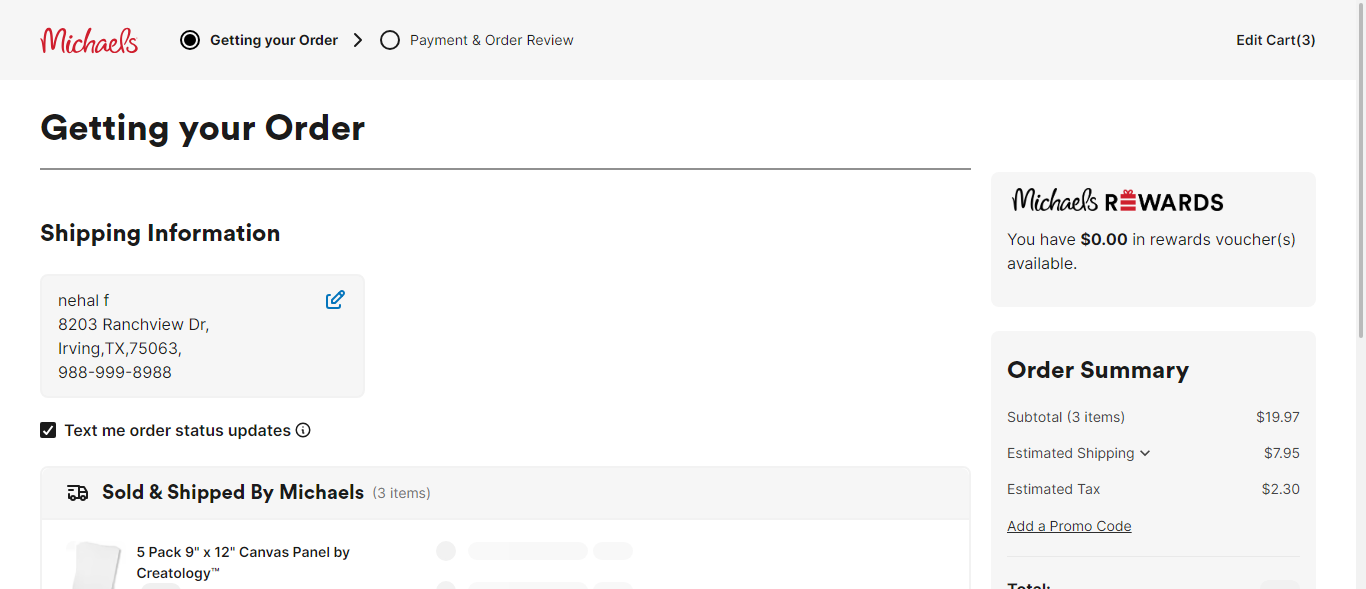 Michaels
Getting your Order
Payment & Order Review
Edit Cart(3)
Getting your Order
Shipping Information
nehal f
8203 Ranchview Dr,
Irving,TX,75063,
988-999-8988
Text me order status updates
Sold & Shipped By Michaels (3 items)
5 Pack 9" x 12" Canvas Panel by
Creatology™
Michaels REWARDS
You have $0.00 in rewards voucher(s)
available.
Order Summary
Subtotal (3 items) $19.97
Estimated Shipping $7.95
Estimated Tax $2.30
Add a Promo Code
Total: